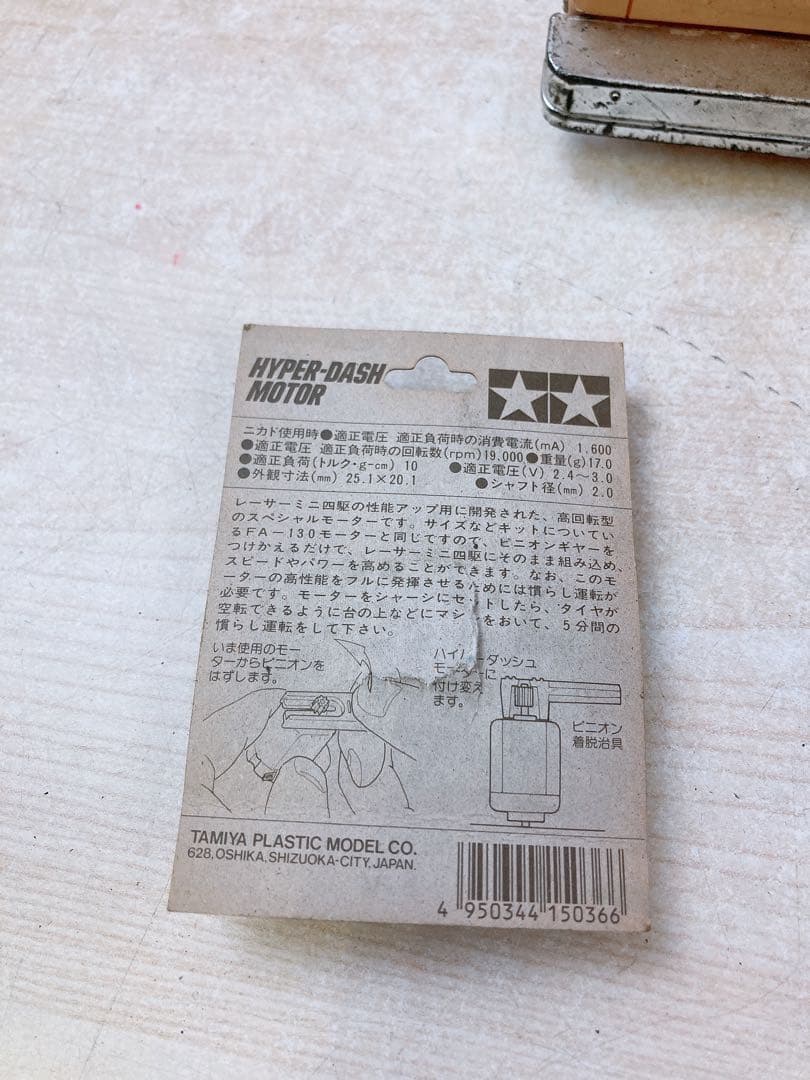 HYPER-DASH
MOTOR
ニカド使用時●適正電圧 適正負荷時の消費電流(mA) 1,600
●適正電圧 適正負荷時の回転数(rpm)19,000●重量(g)17.0
●適正負荷(トルク・g-cm) 10 ●適正電圧(V) 2.4〜3.0
●外観寸法(mm) 25.1×20.1 ●シャフト径(mm) 2.0
レーサーミニ四駆の性能アップ用に開発された、高回転型
のスペシャルモーターです。サイズなどキットについてい
るFA-130モーターと同じてすので、ピニオンギヤーを
つけかえるだけで、レーサーミニ四駆にそのまま組み込め、
スピードやパワーを高めることができます。なお、このモ
ーターの高性能をフルに発揮させるためには慣らし運転が
必要です。モーターをシャーシにセットしたら、タイヤが
空転できるように台の上などにマシンをおいて、5分間の
慣らし運転をして下さい。
いま使用のモー
ターからピニオンを
はずします。
ハイパーダッシュ
モーターに
付け変え
ます。
ピニオン
着脱治具
TAMIYA PLASTIC MODEL CO.
628, OSHIKA, SHIZUOKA-CITY, JAPAN.
4 950344 150366